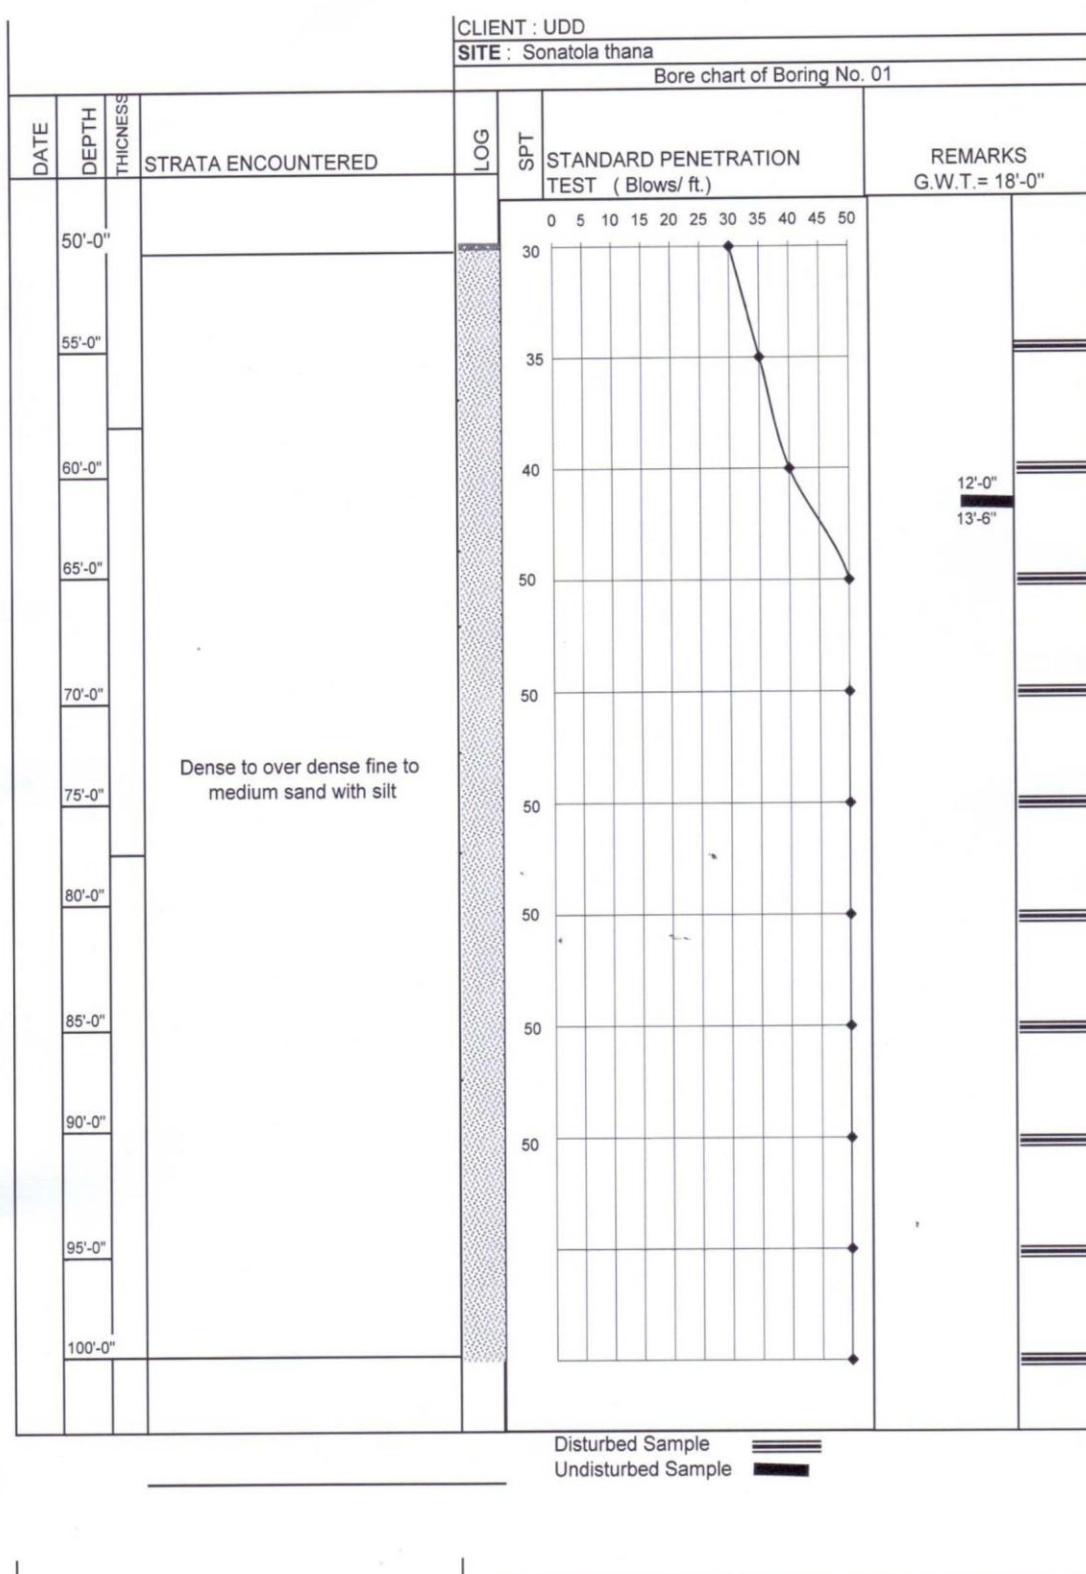 CLIENT : UDD
SITE : Sonatola thana
Bore chart of Boring No. 01
DATE
DEPTH
THICNESS
STRATA ENCOUNTERED
LOG
SPT
STANDARD PENETRATION
TEST ( Blows/ ft.)
REMARKS
G.W.T.= 18'-0"
0 5 10 15 20 25 30 35 40 45 50
50'-0"
30
55'-0"
35
60'-0"
40
12'-0"
13'-6"
65'-0"
50
70'-0"
50
Dense to over dense fine to
medium sand with silt
75'-0"
50
80'-0"
50
85'-0"
50
90'-0"
50
95'-0"
100'-0"
Disturbed Sample
Undisturbed Sample